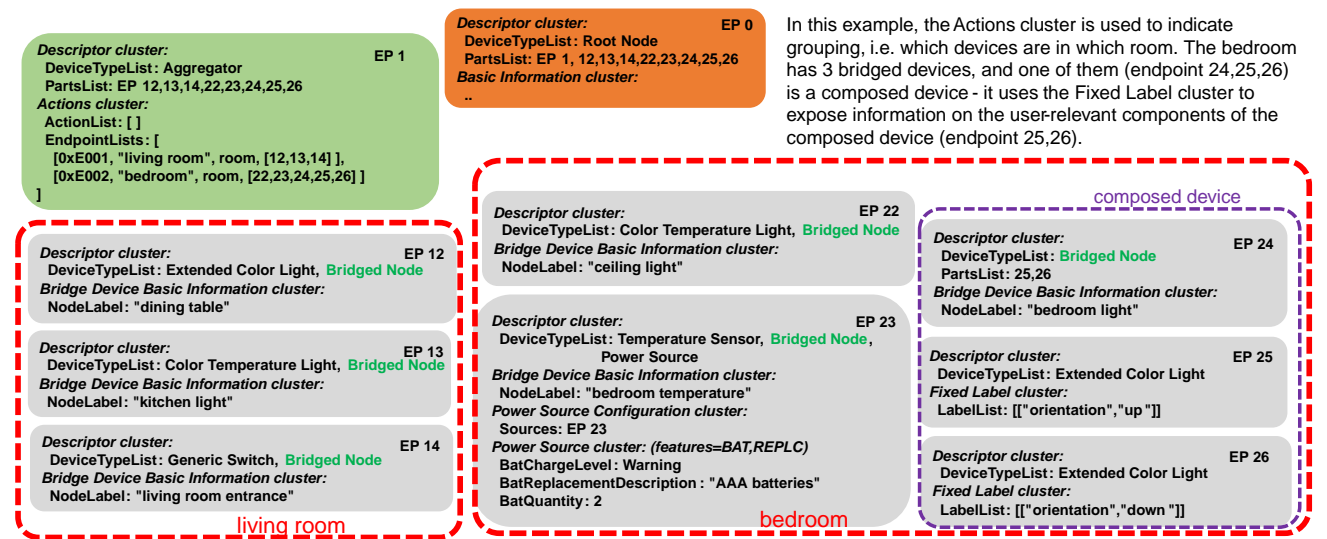 Descriptor cluster: EP 1
DeviceTypeList: Aggregator
PartsList: EP 12,13,14,22,23,24,25,26
Actions cluster:
ActionList: [ ]
EndpointLists: [
[0xE001, "living room", room, [12,13,14] ],
[0xE002, "bedroom", room, [22,23,24,25,26] ]
]
Descriptor cluster: EP 0
DeviceTypeList: Root Node
PartsList: EP 1, 12,13,14,22,23,24,25,26
Basic Information cluster:
..
In this example, the Actions cluster is used to indicate
grouping, i.e. which devices are in which room. The bedroom
has 3 bridged devices, and one of them (endpoint 24,25,26)
is a composed device - it uses the Fixed Label cluster to
expose information on the user-relevant components of the
composed device (endpoint 25,26).
Descriptor cluster: EP 12
DeviceTypeList: Extended Color Light, Bridged Node
Bridge Device Basic Information cluster:
NodeLabel: "dining table"
Descriptor cluster: EP 13
DeviceTypeList: Color Temperature Light, Bridged Node
Bridge Device Basic Information cluster:
NodeLabel: "kitchen light"
Descriptor cluster: EP 14
DeviceTypeList: Generic Switch, Bridged Node
Bridge Device Basic Information cluster:
NodeLabel: "living room entrance"
living room
Descriptor cluster: EP 22
DeviceTypeList: Color Temperature Light, Bridged Node
Bridge Device Basic Information cluster:
NodeLabel: "ceiling light"
Descriptor cluster: EP 23
DeviceTypeList: Temperature Sensor, Bridged Node,
Power Source
Bridge Device Basic Information cluster:
NodeLabel: "bedroom temperature"
Power Source Configuration cluster:
Sources: EP 23
Power Source cluster: (features=BAT,REPLC)
BatChargeLevel: Warning
BatReplacementDescription: "AAA batteries"
BatQuantity: 2
bedroom
composed device
Descriptor cluster: EP 24
DeviceTypeList: Bridged Node
PartsList: 25,26
Bridge Device Basic Information cluster:
NodeLabel: "bedroom light"
Descriptor cluster: EP 25
DeviceTypeList: Extended Color Light
Fixed Label cluster:
LabelList: [["orientation","up"]]
Descriptor cluster: EP 26
DeviceTypeList: Extended Color Light
Fixed Label cluster:
LabelList: [["orientation","down"]]